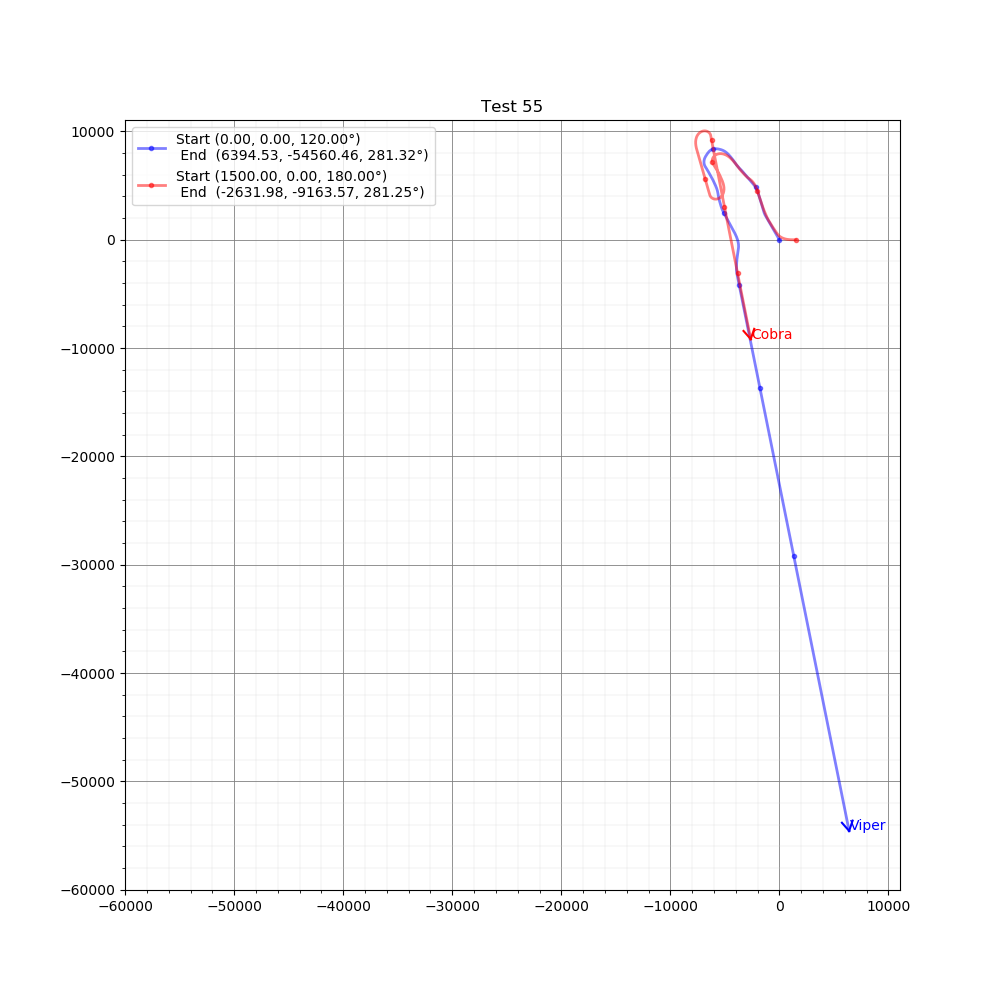 Test 55
Start (0.00, 0.00, 120.00°)
End (6394.53, -54560.46, 281.32°)
Start (1500.00, 0.00, 180.00°)
End (-2631.98, -9163.57, 281.25°)
10000
0
−10000
−20000
−30000
−40000
−50000
−60000
Cobra
Viper
−60000 −50000 −40000 −30000 −20000 −10000 0 10000